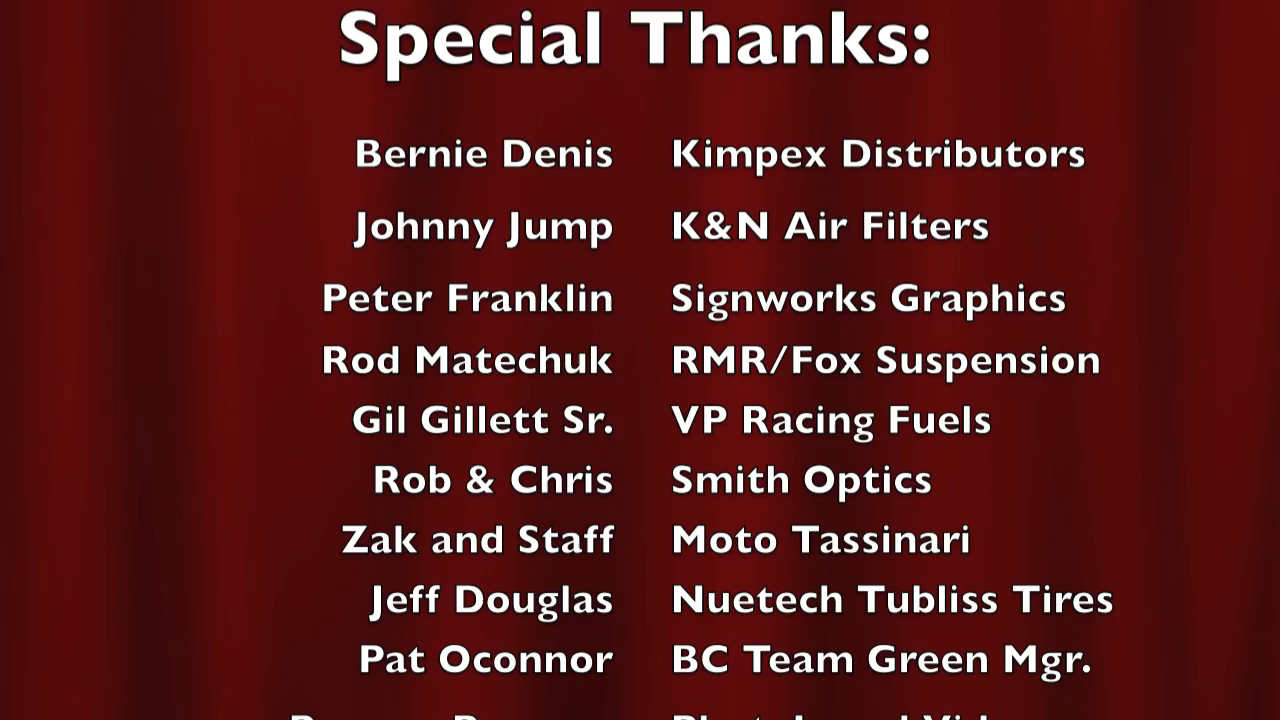 Special Thanks:
Bernie Denis Kimpex Distributors
Johnny Jump K&N Air Filters
Peter Franklin Signworks Graphics
Rod Matechuk RMR/Fox Suspension
Gil Gillett Sr. VP Racing Fuels
Rob & Chris Smith Optics
Zak and Staff Moto Tassinari
Jeff Douglas Nuetech Tubliss Tires
Pat Oconnor BC Team Green Mgr.